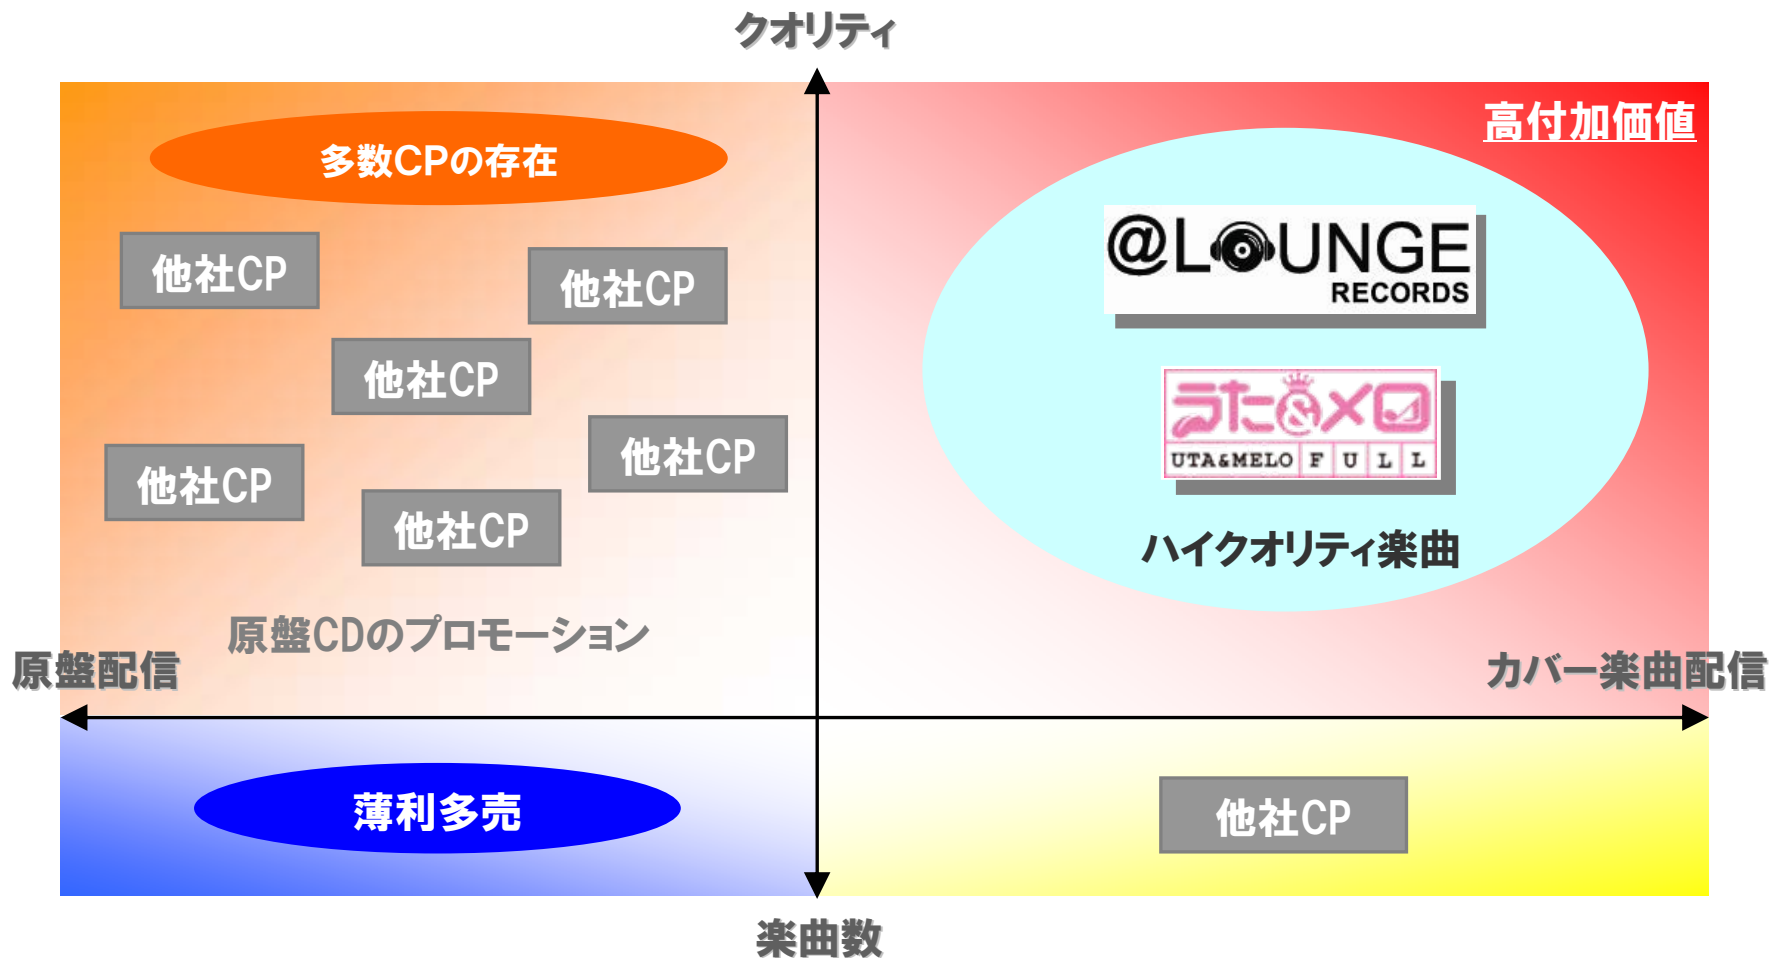 クオリティ
高付加価値
多数CPの存在
@LOUNGE
RECORDS
他社CP
他社CP
他社CP
うた&メロ
UTA&MELO FULL
他社CP
他社CP
他社CP
ハイクオリティ楽曲
原盤CDのプロモーション
原盤配信
カバー楽曲配信
薄利多売
他社CP
楽曲数